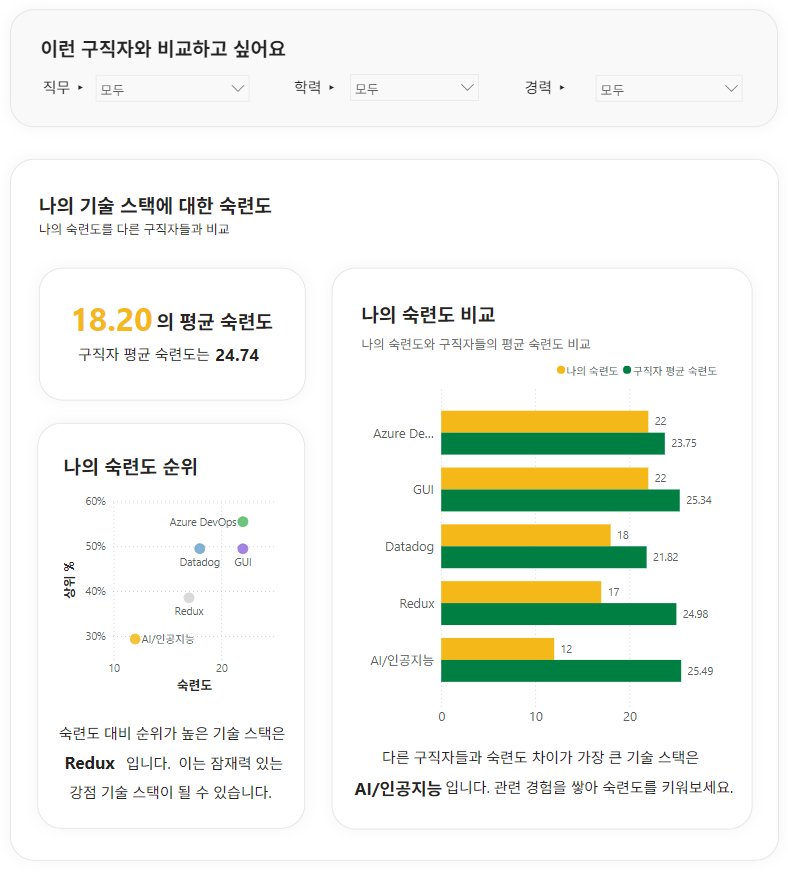 이런 구직자와 비교하고 싶어요
직무 ▸ 모두 학력 ▸ 모두 경력 ▸ 모두
나의 기술 스택에 대한 숙련도
나의 숙련도를 다른 구직자들과 비교
18.20 의 평균 숙련도
구직자 평균 숙련도는 24.74
나의 숙련도 순위
60%
50%
40%
30%
상위 %
Azure DevOps
Datadog GUI
Redux
AI/인공지능
10 20
숙련도
숙련도 대비 순위가 높은 기술 스택은
Redux 입니다. 이는 잠재력 있는
강점 기술 스택이 될 수 있습니다.
나의 숙련도 비교
나의 숙련도와 구직자들의 평균 숙련도 비교
나의 숙련도 구직자 평균 숙련도
Azure De... 22
23.75
GUI 22
25.34
Datadog 18
21.82
Redux 17
24.98
AI/인공지능 12
25.49
0 10 20
다른 구직자들과 숙련도 차이가 가장 큰 기술 스택은
AI/인공지능 입니다. 관련 경험을 쌓아 숙련도를 키워보세요.